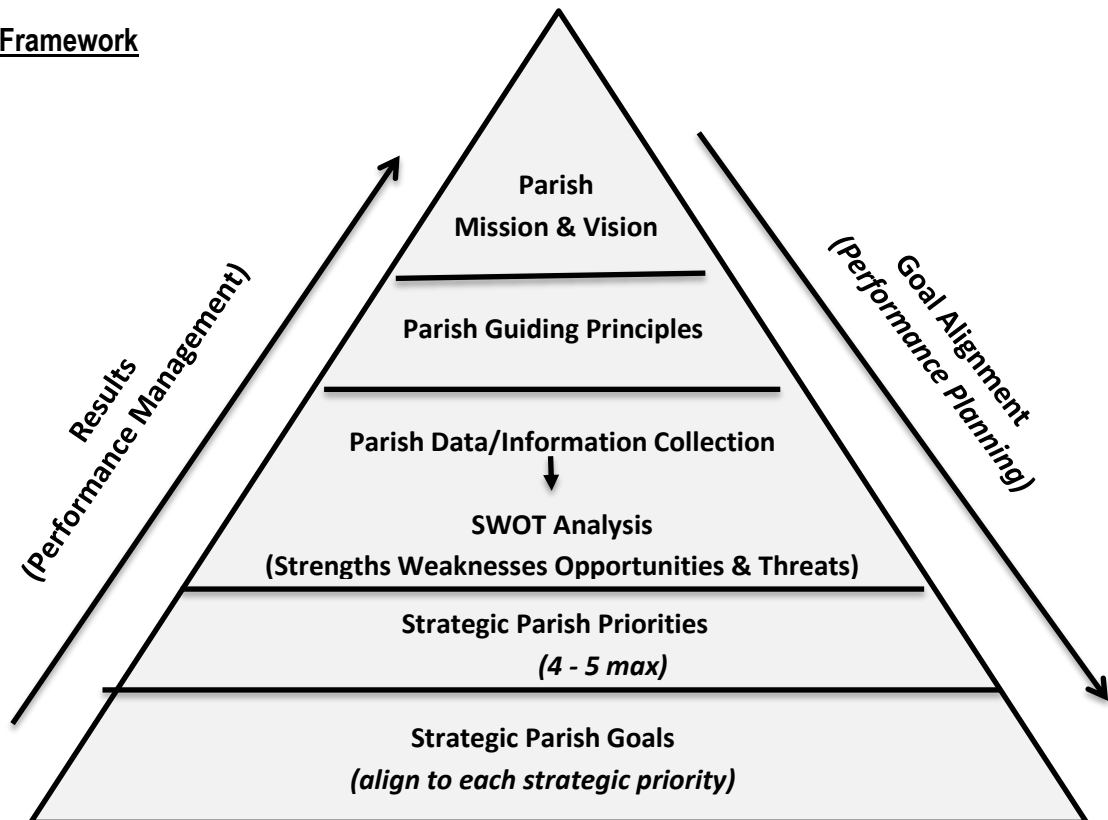 Framework
Parish
Mission & Vision
Parish Guiding Principles
Parish Data/Information Collection
SWOT Analysis
(Strengths Weaknesses Opportunities & Threats)
Strategic Parish Priorities
(4 - 5 max)
Strategic Parish Goals
(align to each strategic priority)
Results
(Performance Management)
Goal Alignment
(Performance Planning)